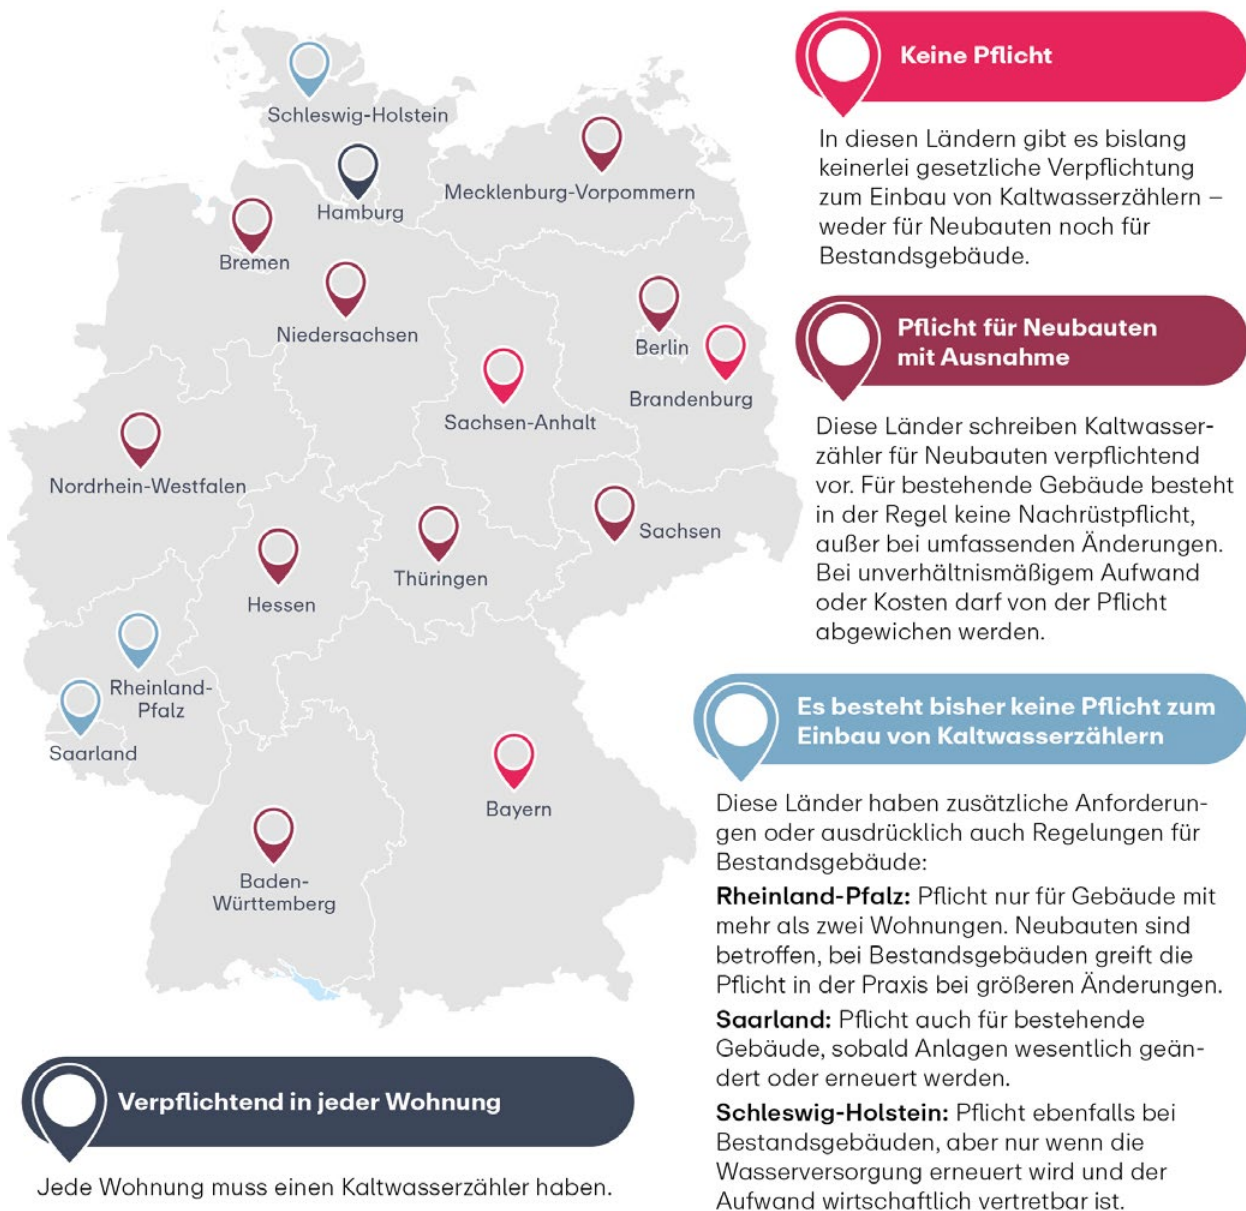 Schleswig-Holstein
Hamburg
Mecklenburg-Vorpommern
Bremen
Niedersachsen
Berlin
Brandenburg
Sachsen-Anhalt
Nordrhein-Westfalen
Sachsen
Thüringen
Hessen
Rheinland-
Pfalz
Saarland
Bayern
Baden-
Württemberg
Keine Pflicht
In diesen Ländern gibt es bislang
keinerlei gesetzliche Verpflichtung
zum Einbau von Kaltwasserzählern –
weder für Neubauten noch für
Bestandsgebäude.
Pflicht für Neubauten
mit Ausnahme
Diese Länder schreiben Kaltwasser-
zähler für Neubauten verpflichtend
vor. Für bestehende Gebäude besteht
in der Regel keine Nachrüstpflicht,
außer bei umfassenden Änderungen.
Bei unverhältnismäßigem Aufwand
oder Kosten darf von der Pflicht
abgewichen werden.
Es besteht bisher keine Pflicht zum
Einbau von Kaltwasserzählern
Diese Länder haben zusätzliche Anforderun-
gen oder ausdrücklich auch Regelungen für
Bestandsgebäude:
Rheinland-Pfalz: Pflicht nur für Gebäude mit
mehr als zwei Wohnungen. Neubauten sind
betroffen, bei Bestandsgebäuden greift die
Pflicht in der Praxis bei größeren Änderungen.
Saarland: Pflicht auch für bestehende
Gebäude, sobald Anlagen wesentlich geän-
dert oder erneuert werden.
Schleswig-Holstein: Pflicht ebenfalls bei
Bestandsgebäuden, aber nur wenn die
Wasserversorgung erneuert wird und der
Aufwand wirtschaftlich vertretbar ist.
Verpflichtend in jeder Wohnung
Jede Wohnung muss einen Kaltwasserzähler haben.